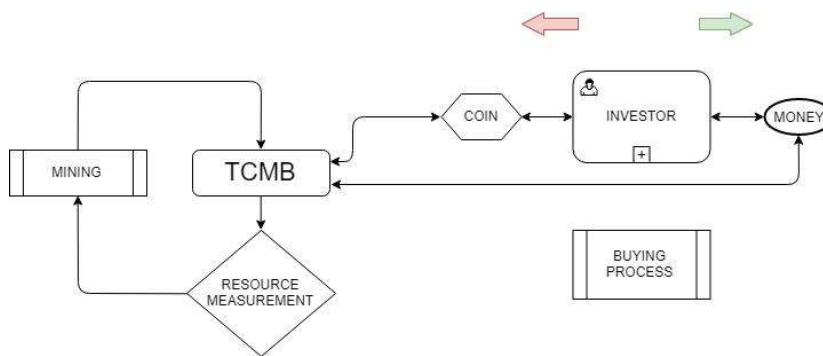 COIN
INVESTOR
MONEY
MINING
TCMB
RESOURCE
MEASUREMENT
BUYING
PROCESS